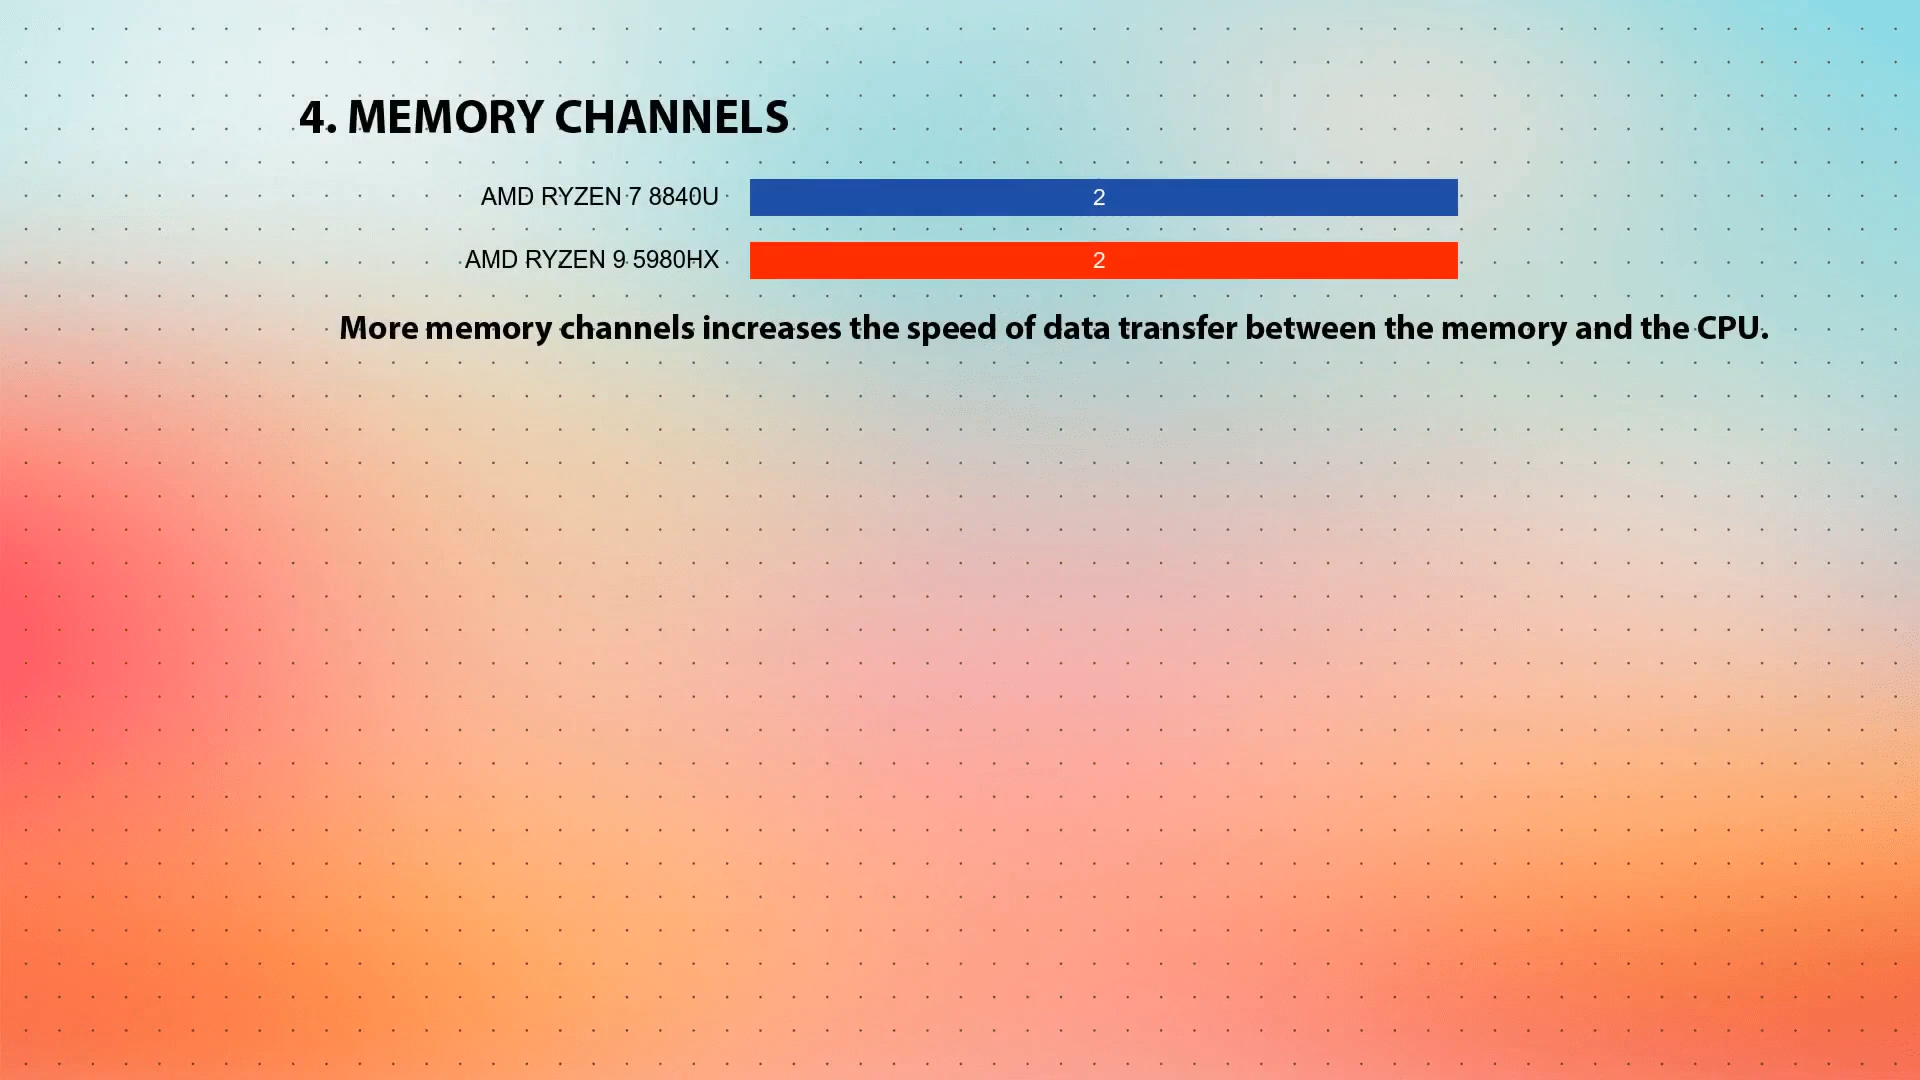 4. MEMORY CHANNELS
AMD RYZEN 7 8840U 2
AMD RYZEN 9 5980HX 2
More memory channels increases the speed of data transfer between the memory and the CPU.